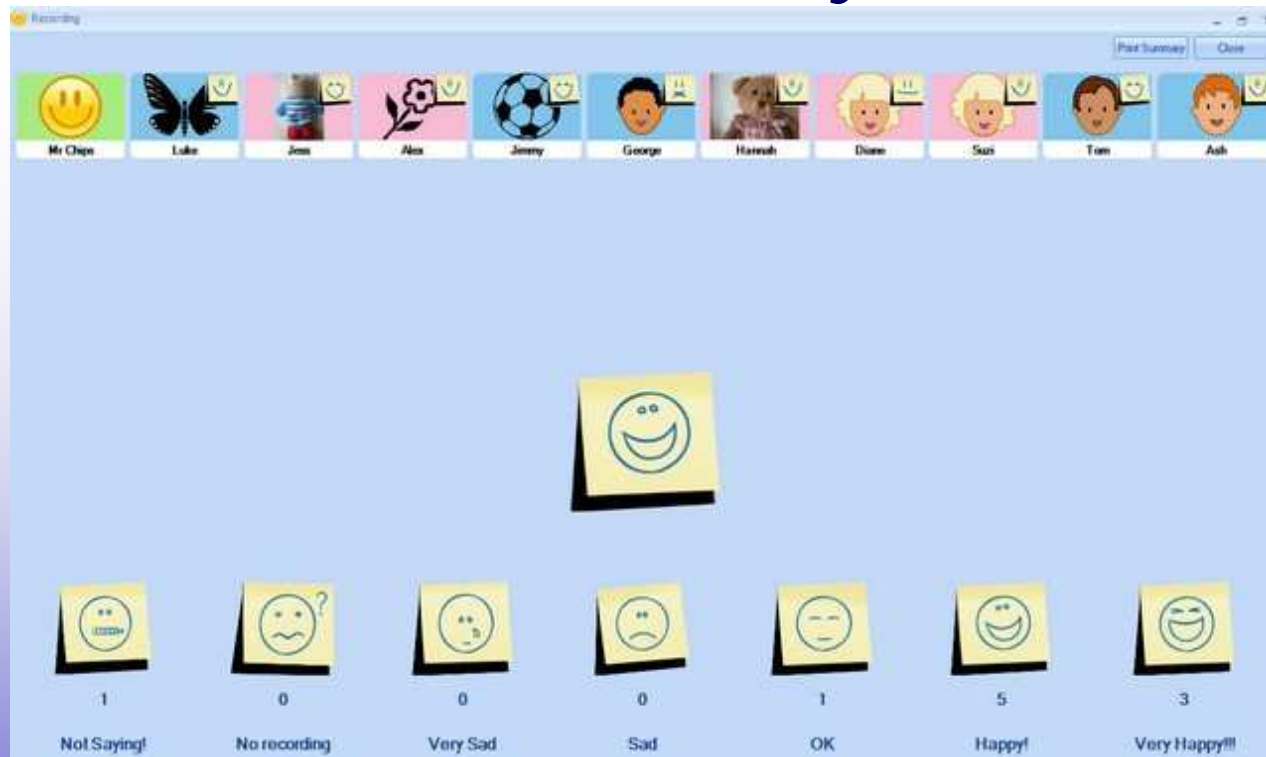 Recording
Print Summary Close
Mr Chips Luke Jess Alex Jimmy George Hannah Diane Suzi Tom Ash
?
1 0 0 0 1 5 3
Not Saying! No recording Very Sad Sad OK Happy! Very Happy!!!